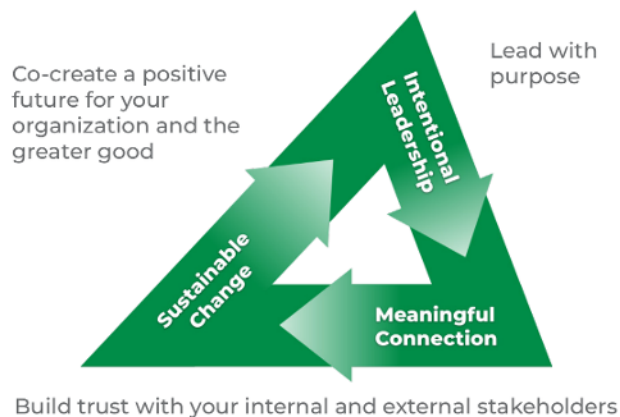 Co-create a positive
future for your
organization and the
greater good
Lead with
purpose
Intentional
Leadership
Sustainable
Change
Meaningful
Connection
Build trust with your internal and external stakeholders